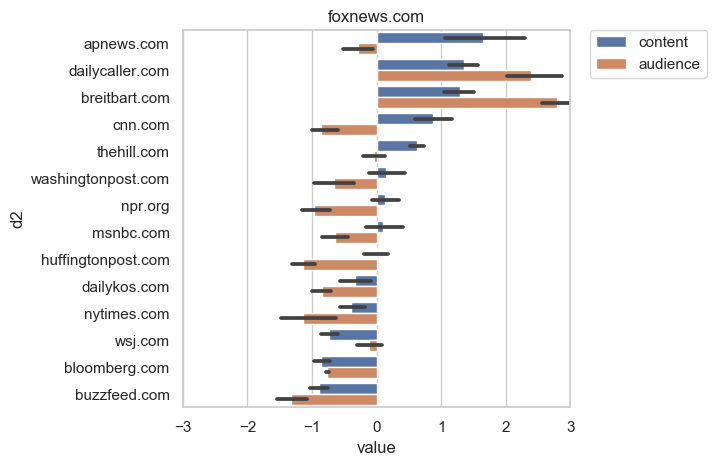 foxnews.com
content
audience
apnews.com
dailycaller.com
breitbart.com
cnn.com
thehill.com
washingtonpost.com
npr.org
msnbc.com
huffingtonpost.com
dailykos.com
nytimes.com
wsj.com
bloomberg.com
buzzfeed.com
d2
−3 −2 −1 0 1 2 3
value